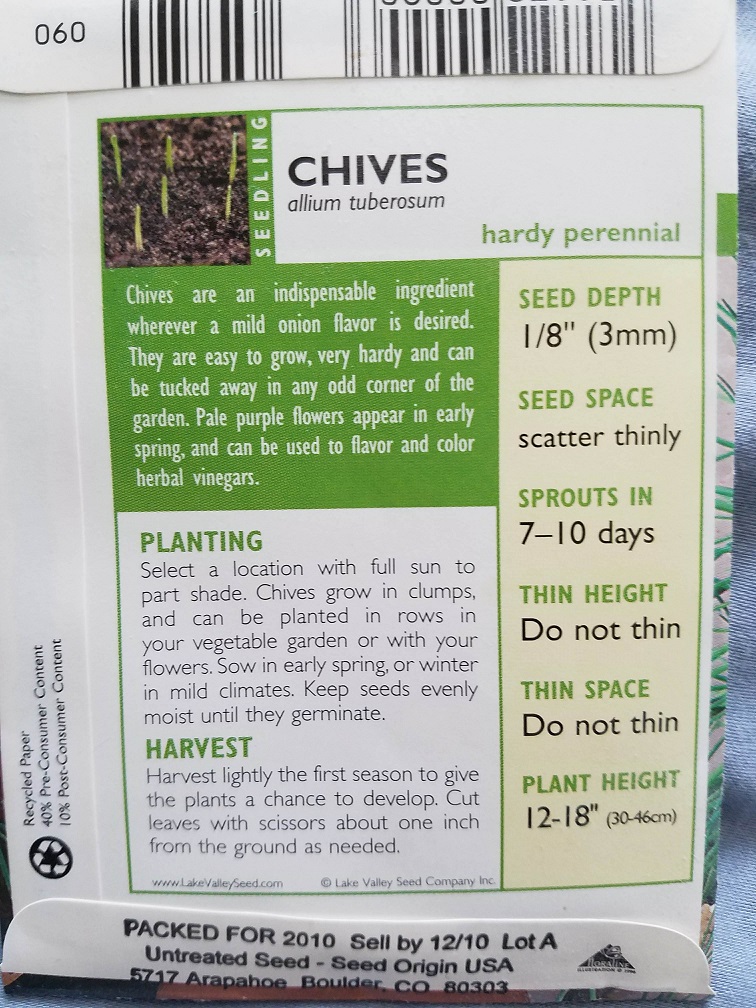 060
SEEDLING
CHIVES
allium tuberosum
hardy perennial
Chives are an indispensable ingredient
wherever a mild onion flavor is desired.
They are easy to grow, very hardy and can
be tucked away in any odd corner of the
garden. Pale purple flowers appear in early
spring, and can be used to flavor and color
herbal vinegars.
PLANTING
Select a location with full sun to
part shade. Chives grow in clumps,
and can be planted in rows in
your vegetable garden or with your
flowers. Sow in early spring, or winter
in mild climates. Keep seeds evenly
moist until they germinate.
HARVEST
Harvest lightly the first season to give
the plants a chance to develop. Cut
leaves with scissors about one inch
from the ground as needed.
www.LakeValleySeed.com © Lake Valley Seed Company Inc.
SEED DEPTH
1/8" (3mm)
SEED SPACE
scatter thinly
SPROUTS IN
7–10 days
THIN HEIGHT
Do not thin
THIN SPACE
Do not thin
PLANT HEIGHT
12-18" (30-46cm)
Recycled Paper
40% Pre-Consumer Content
10% Post-Consumer Content
PACKED FOR 2010 Sell by 12/10 Lot A
Untreated Seed - Seed Origin USA
5717 Arapahoe Boulder, CO 80303